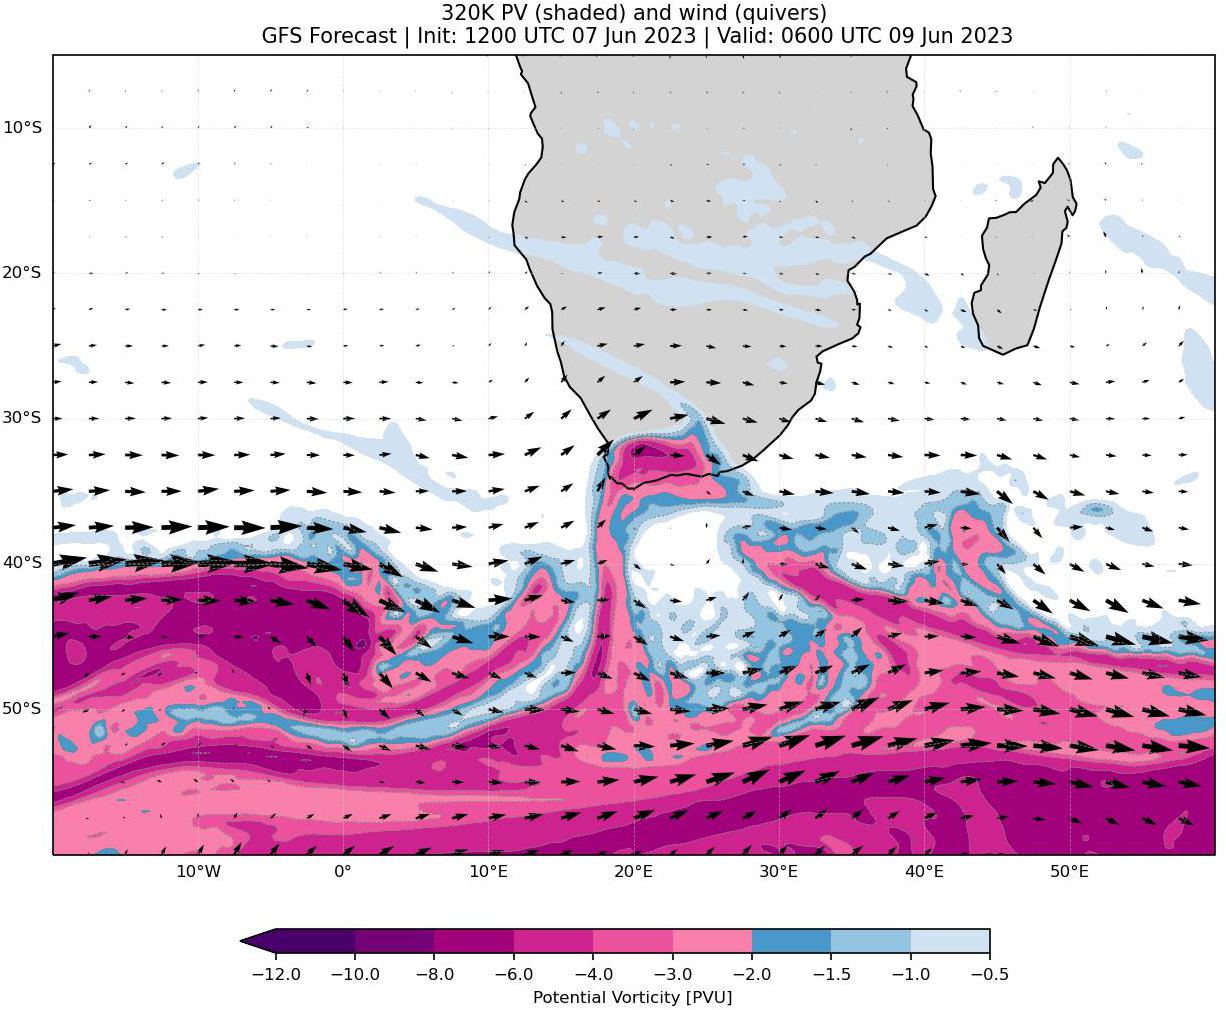 320K PV (shaded) and wind (quivers)
GFS Forecast | Init: 1200 UTC 07 Jun 2023 | Valid: 0600 UTC 09 Jun 2023
10°S
20°S
30°S
40°S
50°S
10°W 0° 10°E 20°E 30°E 40°E 50°E
−12.0 −10.0 −8.0 −6.0 −4.0 −3.0 −2.0 −1.5 −1.0 −0.5
Potential Vorticity [PVU]